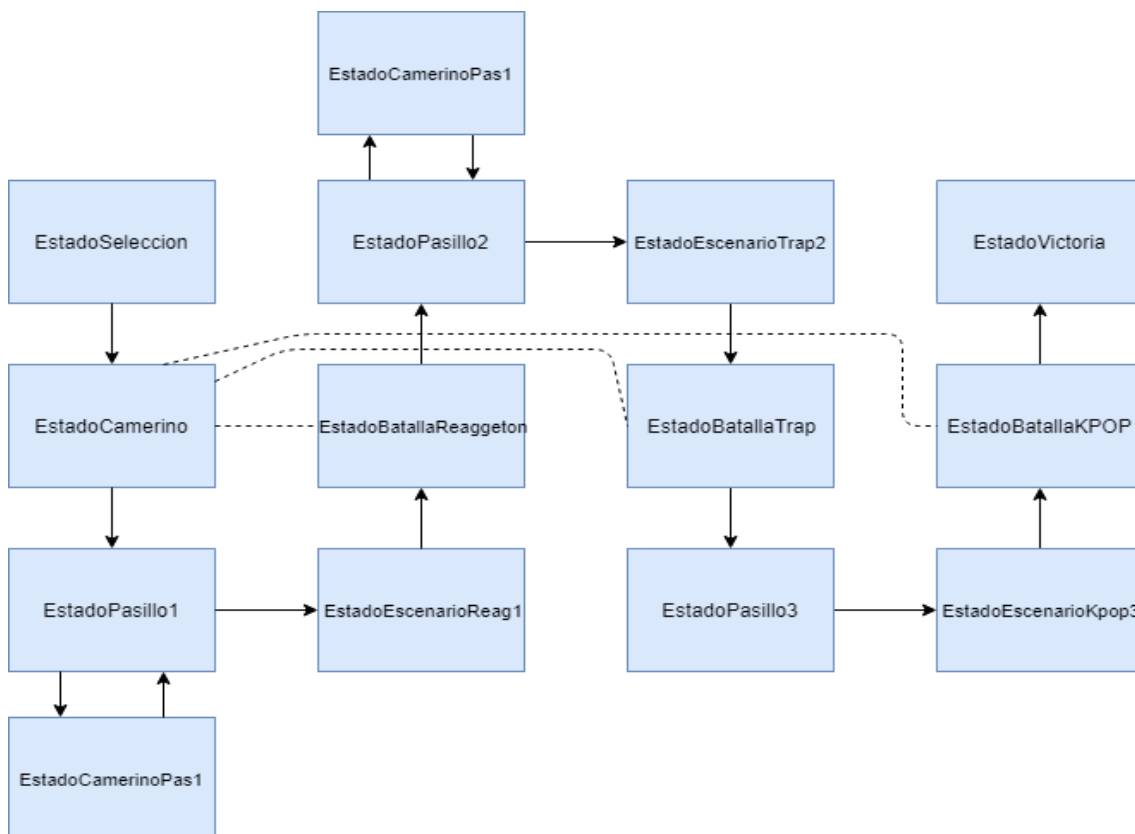 EstadoCamerinoPas1
EstadoSeleccion
EstadoPasillo2
EstadoEscenarioTrap2
EstadoVictoria
EstadoCamerino
EstadoBatallaReaggeton
EstadoBatallaTrap
EstadoBatallaKPOP
EstadoPasillo1
EstadoEscenarioReag1
EstadoPasillo3
EstadoEscenarioKpop3
EstadoCamerinoPas1